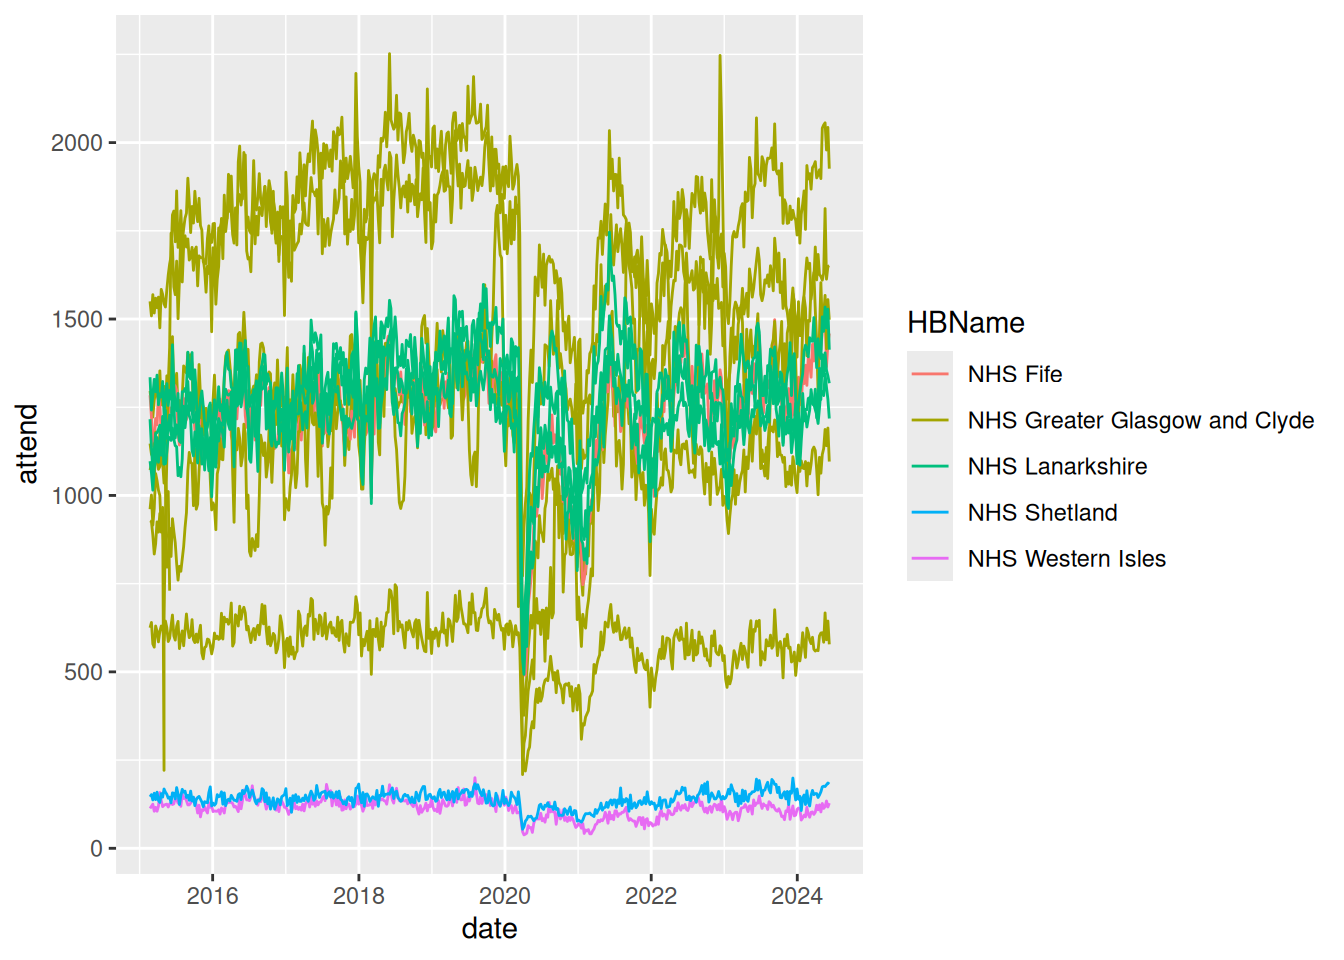 2000
1500
1000
500
0
attend
2016 2018 2020 2022 2024
date
HBName
NHS Fife
NHS Greater Glasgow and Clyde
NHS Lanarkshire
NHS Shetland
NHS Western Isles